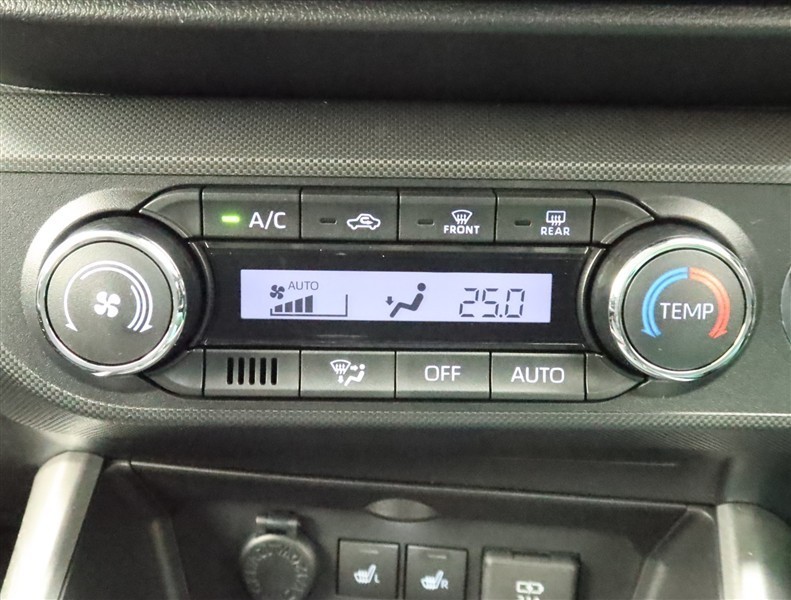 A/C
FRONT
REAR
AUTO
25.0
TEMP
OFF
AUTO
L
R